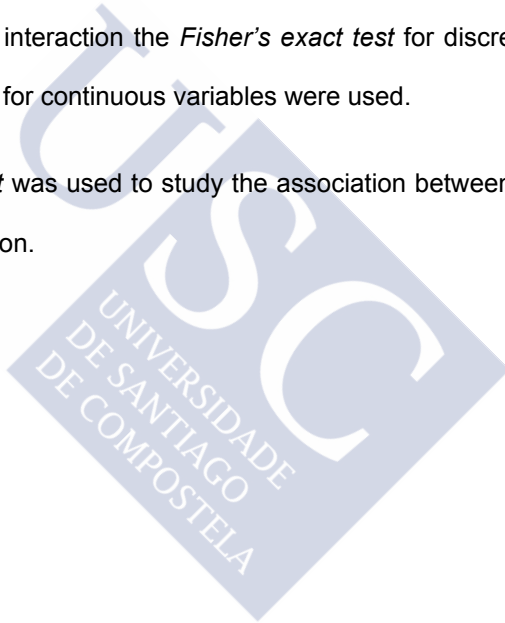 interaction the Fisher's exact test for discre
for continuous variables were used.
t was used to study the association between
on.
USC
UNIVERSIDADE
DE SANTIAGO
DE COMPOSTELA